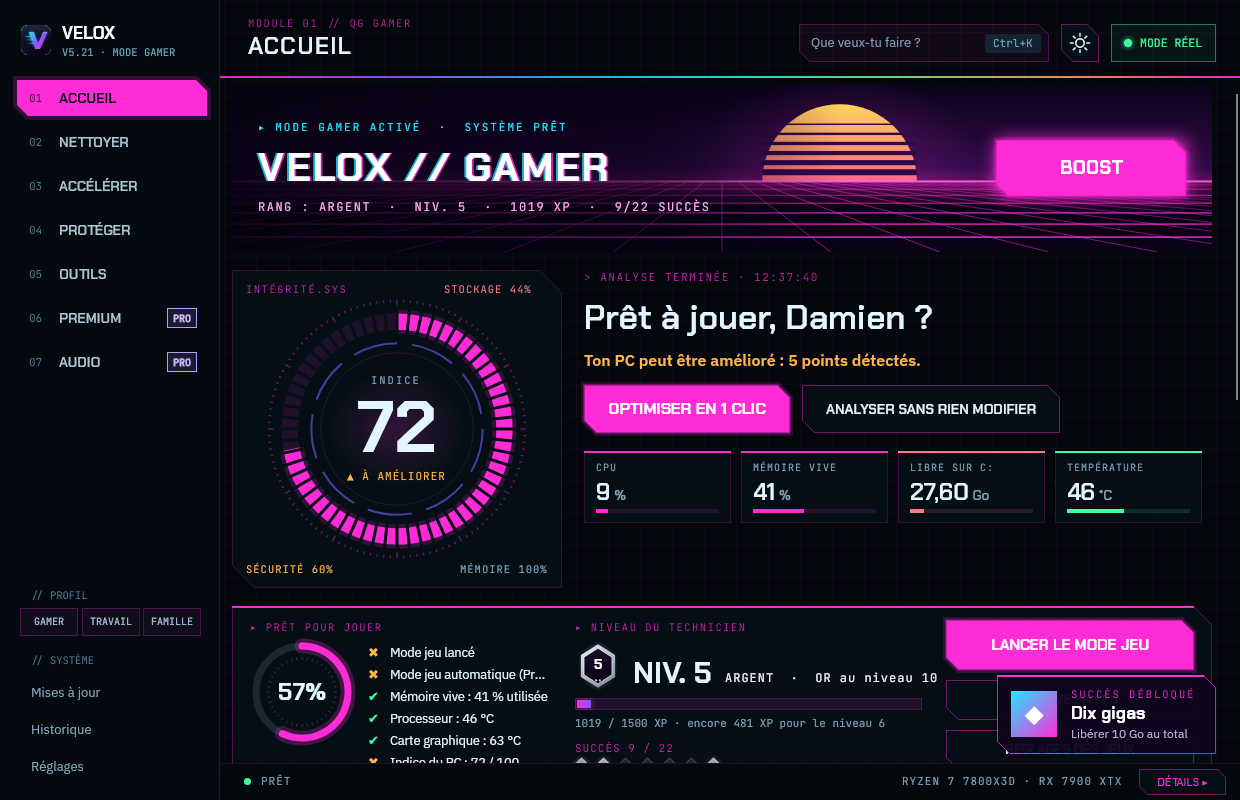 VELOX
V5.21 · MODE GAMER
01 ACCUEIL
02 NETTOYER
03 ACCÉLÉRER
04 PROTÉGER
05 OUTILS
06 PREMIUM PRO
07 AUDIO PRO
// PROFIL
GAMER TRAVAIL FAMILLE
// SYSTÈME
Mises à jour
Historique
Réglages
MODULE 01 // QG GAMER
ACCUEIL
Que veux-tu faire ? Ctrl+K
MODE RÉEL
▸ MODE GAMER ACTIVÉ · SYSTÈME PRÊT
VELOX // GAMER
RANG : ARGENT · NIV. 5 · 1019 XP · 9/22 SUCCÈS
BOOST
INTÉGRITÉ.SYS STOCKAGE 44%
INDICE
72
▲ À AMÉLIORER
SÉCURITÉ 60% MÉMOIRE 100%
> ANALYSE TERMINÉE · 12:37:40
Prêt à jouer, Damien ?
Ton PC peut être amélioré : 5 points détectés.
OPTIMISER EN 1 CLIC ANALYSER SANS RIEN MODIFIER
CPU
9 %
MÉMOIRE VIVE
41 %
LIBRE SUR C:
27,60 Go
TEMPÉRATURE
46 °C
▸ PRÊT POUR JOUER
57%
✖ Mode jeu lancé
✖ Mode jeu automatique (Pr...
✔ Mémoire vive : 41 % utilisée
✔ Processeur : 46 °C
✔ Carte graphique : 63 °C
✖ Indice du PC : 72 / 100
▸ NIVEAU DU TECHNICIEN
5
NIV. 5 ARGENT · OR au niveau 10
1019 / 1500 XP · encore 481 XP pour le niveau 6
SUCCÈS 9 / 22
LANCER LE MODE JEU
SUCCÈS DÉBLOQUÉ
Dix gigas
Libérer 10 Go au total
RÉGLAGES DES JEUX
PRÊT
RYZEN 7 7800X3D · RX 7900 XTX
DÉTAILS ▸